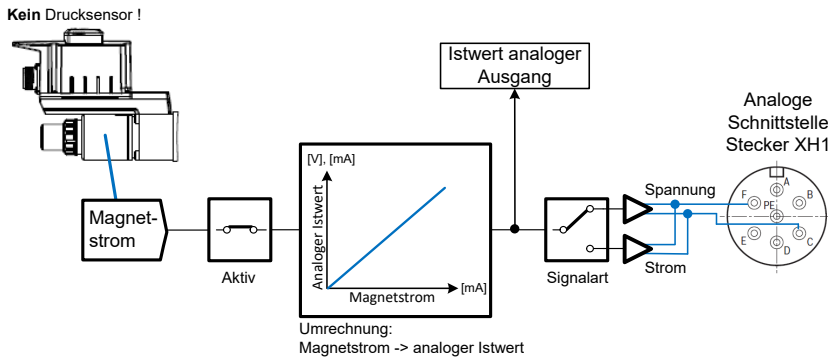 Kein Drucksensor !
Istwert analoger
Ausgang
Analoge
Schnittstelle
Stecker XH1
[V], [mA]
Analoger Istwert
Magnetstrom
[mA]
Magnet-
strom
Aktiv
Umrechnung:
Magnetstrom -> analoger Istwert
Signalart
Spannung
Strom
A
F
B
PE
E
C
D